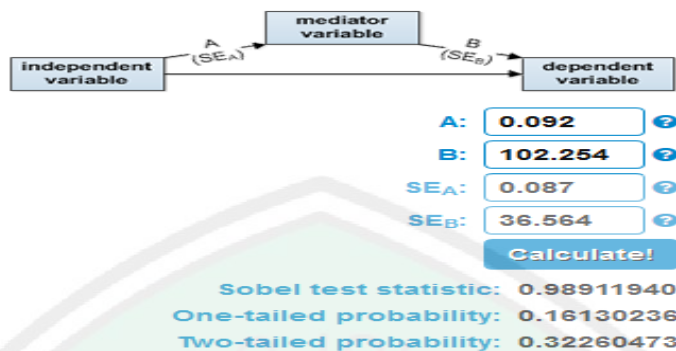 mediator
variable
A
(SEA)
B
(SEB)
independent
variable
dependent
variable
A: 0.092 ?
B: 102.254 ?
SEA: 0.087 ?
SEB: 36.564 ?
Calculate!
Sobel test statistic: 0.98911940
One-tailed probability: 0.16130236
Two-tailed probability: 0.32260473